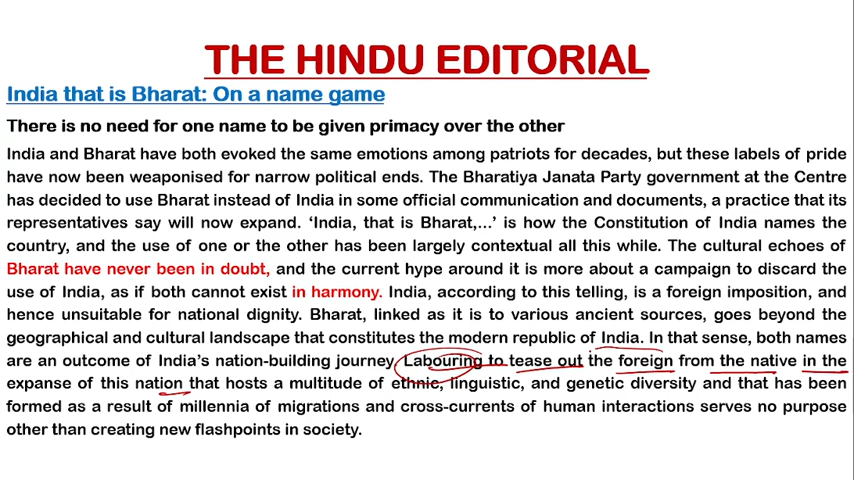 THE HINDU EDITORIAL
India that is Bharat: On a name game
There is no need for one name to be given primacy over the other
India and Bharat have both evoked the same emotions among patriots for decades, but these labels of pride
have now been weaponised for narrow political ends. The Bharatiya Janata Party government at the Centre
has decided to use Bharat instead of India in some official communication and documents, a practice that its
representatives say will now expand. ‘India, that is Bharat,...’ is how the Constitution of India names the
country, and the use of one or the other has been largely contextual all this while. The cultural echoes of
Bharat have never been in doubt, and the current hype around it is more about a campaign to discard the
use of India, as if both cannot exist in harmony. India, according to this telling, is a foreign imposition, and
hence unsuitable for national dignity. Bharat, linked as it is to various ancient sources, goes beyond the
geographical and cultural landscape that constitutes the modern republic of India. In that sense, both names
are an outcome of India’s nation-building journey. Labouring to tease out the foreign from the native in the
expanse of this nation that hosts a multitude of ethnic, linguistic, and genetic diversity and that has been
formed as a result of millennia of migrations and cross-currents of human interactions serves no purpose
other than creating new flashpoints in society.